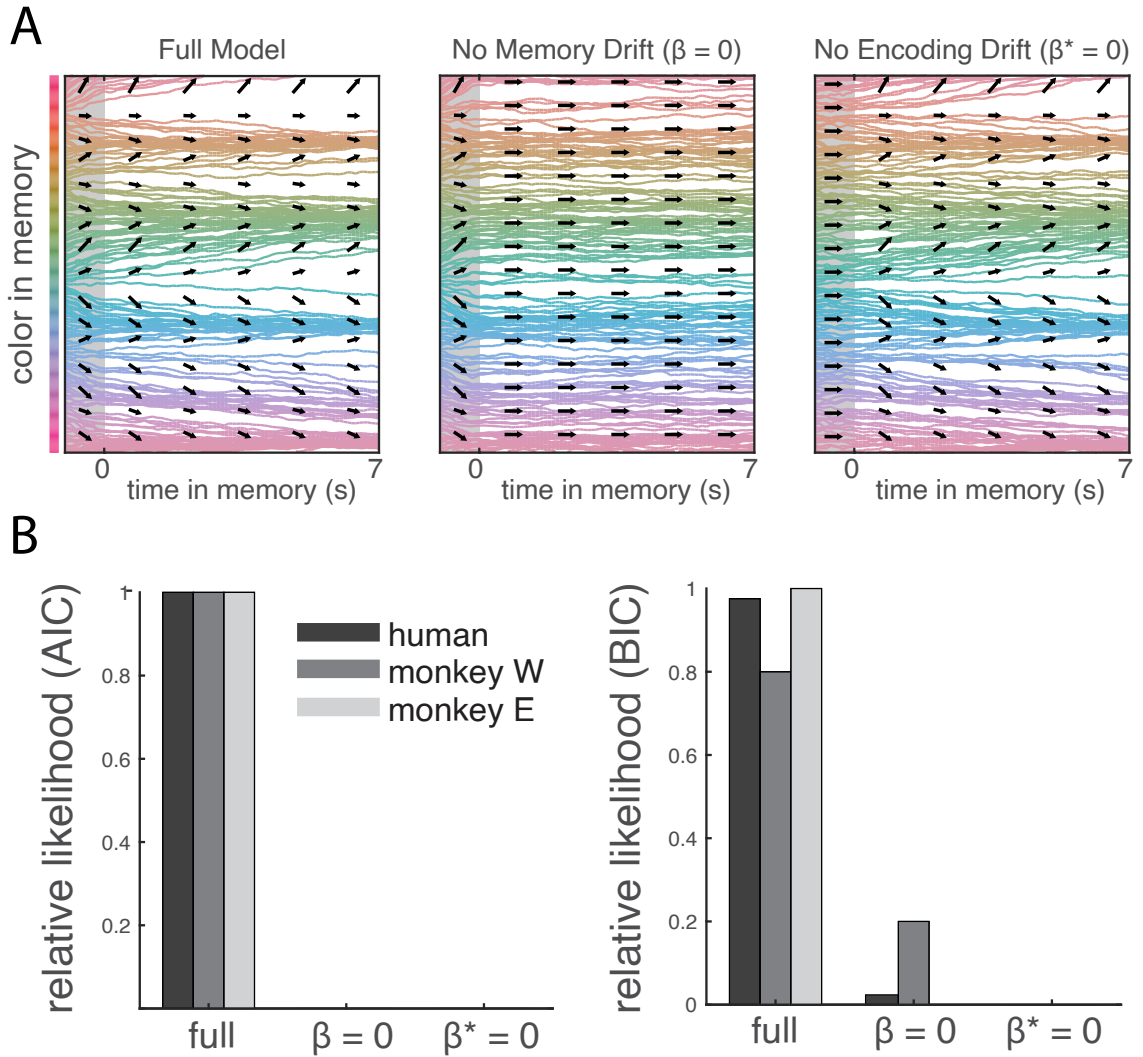 A
Full Model
No Memory Drift (β = 0)
No Encoding Drift (β* = 0)
color in memory
0
7
time in memory (s)
0
7
time in memory (s)
0
7
time in memory (s)
B
relative likelihood (AIC)
1
0.8
0.6
0.4
0.2
human
monkey W
monkey E
full
β = 0
β* = 0
relative likelihood (BIC)
1
0.8
0.6
0.4
0.2
0
full
β = 0
β* = 0